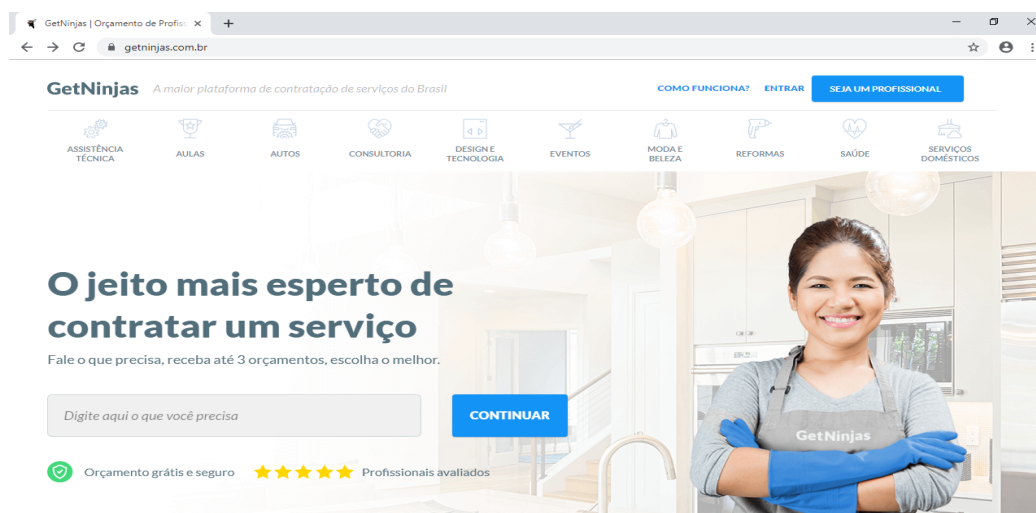 GetNinjas | Orçamento de Profis
getninjas.com.br
GetNinjas A maior plataforma de contratação de serviços do Brasil COMO FUNCIONA? ENTRAR SEJA UM PROFISSIONAL
ASSISTÊNCIA TÉCNICA
AULAS
AUTOS
CONSULTORIA
DESIGN E TECNOLOGIA
EVENTOS
MODA E BELEZA
REFORMAS
SAÚDE
SERVIÇOS DOMÉSTICOS
O jeito mais esperto de
contratar um serviço
Fale o que precisa, receba até 3 orçamentos, escolha o melhor.
Digite aqui o que você precisa CONTINUAR
GetNinjas
Orçamento grátis e seguro Profissionais avaliados